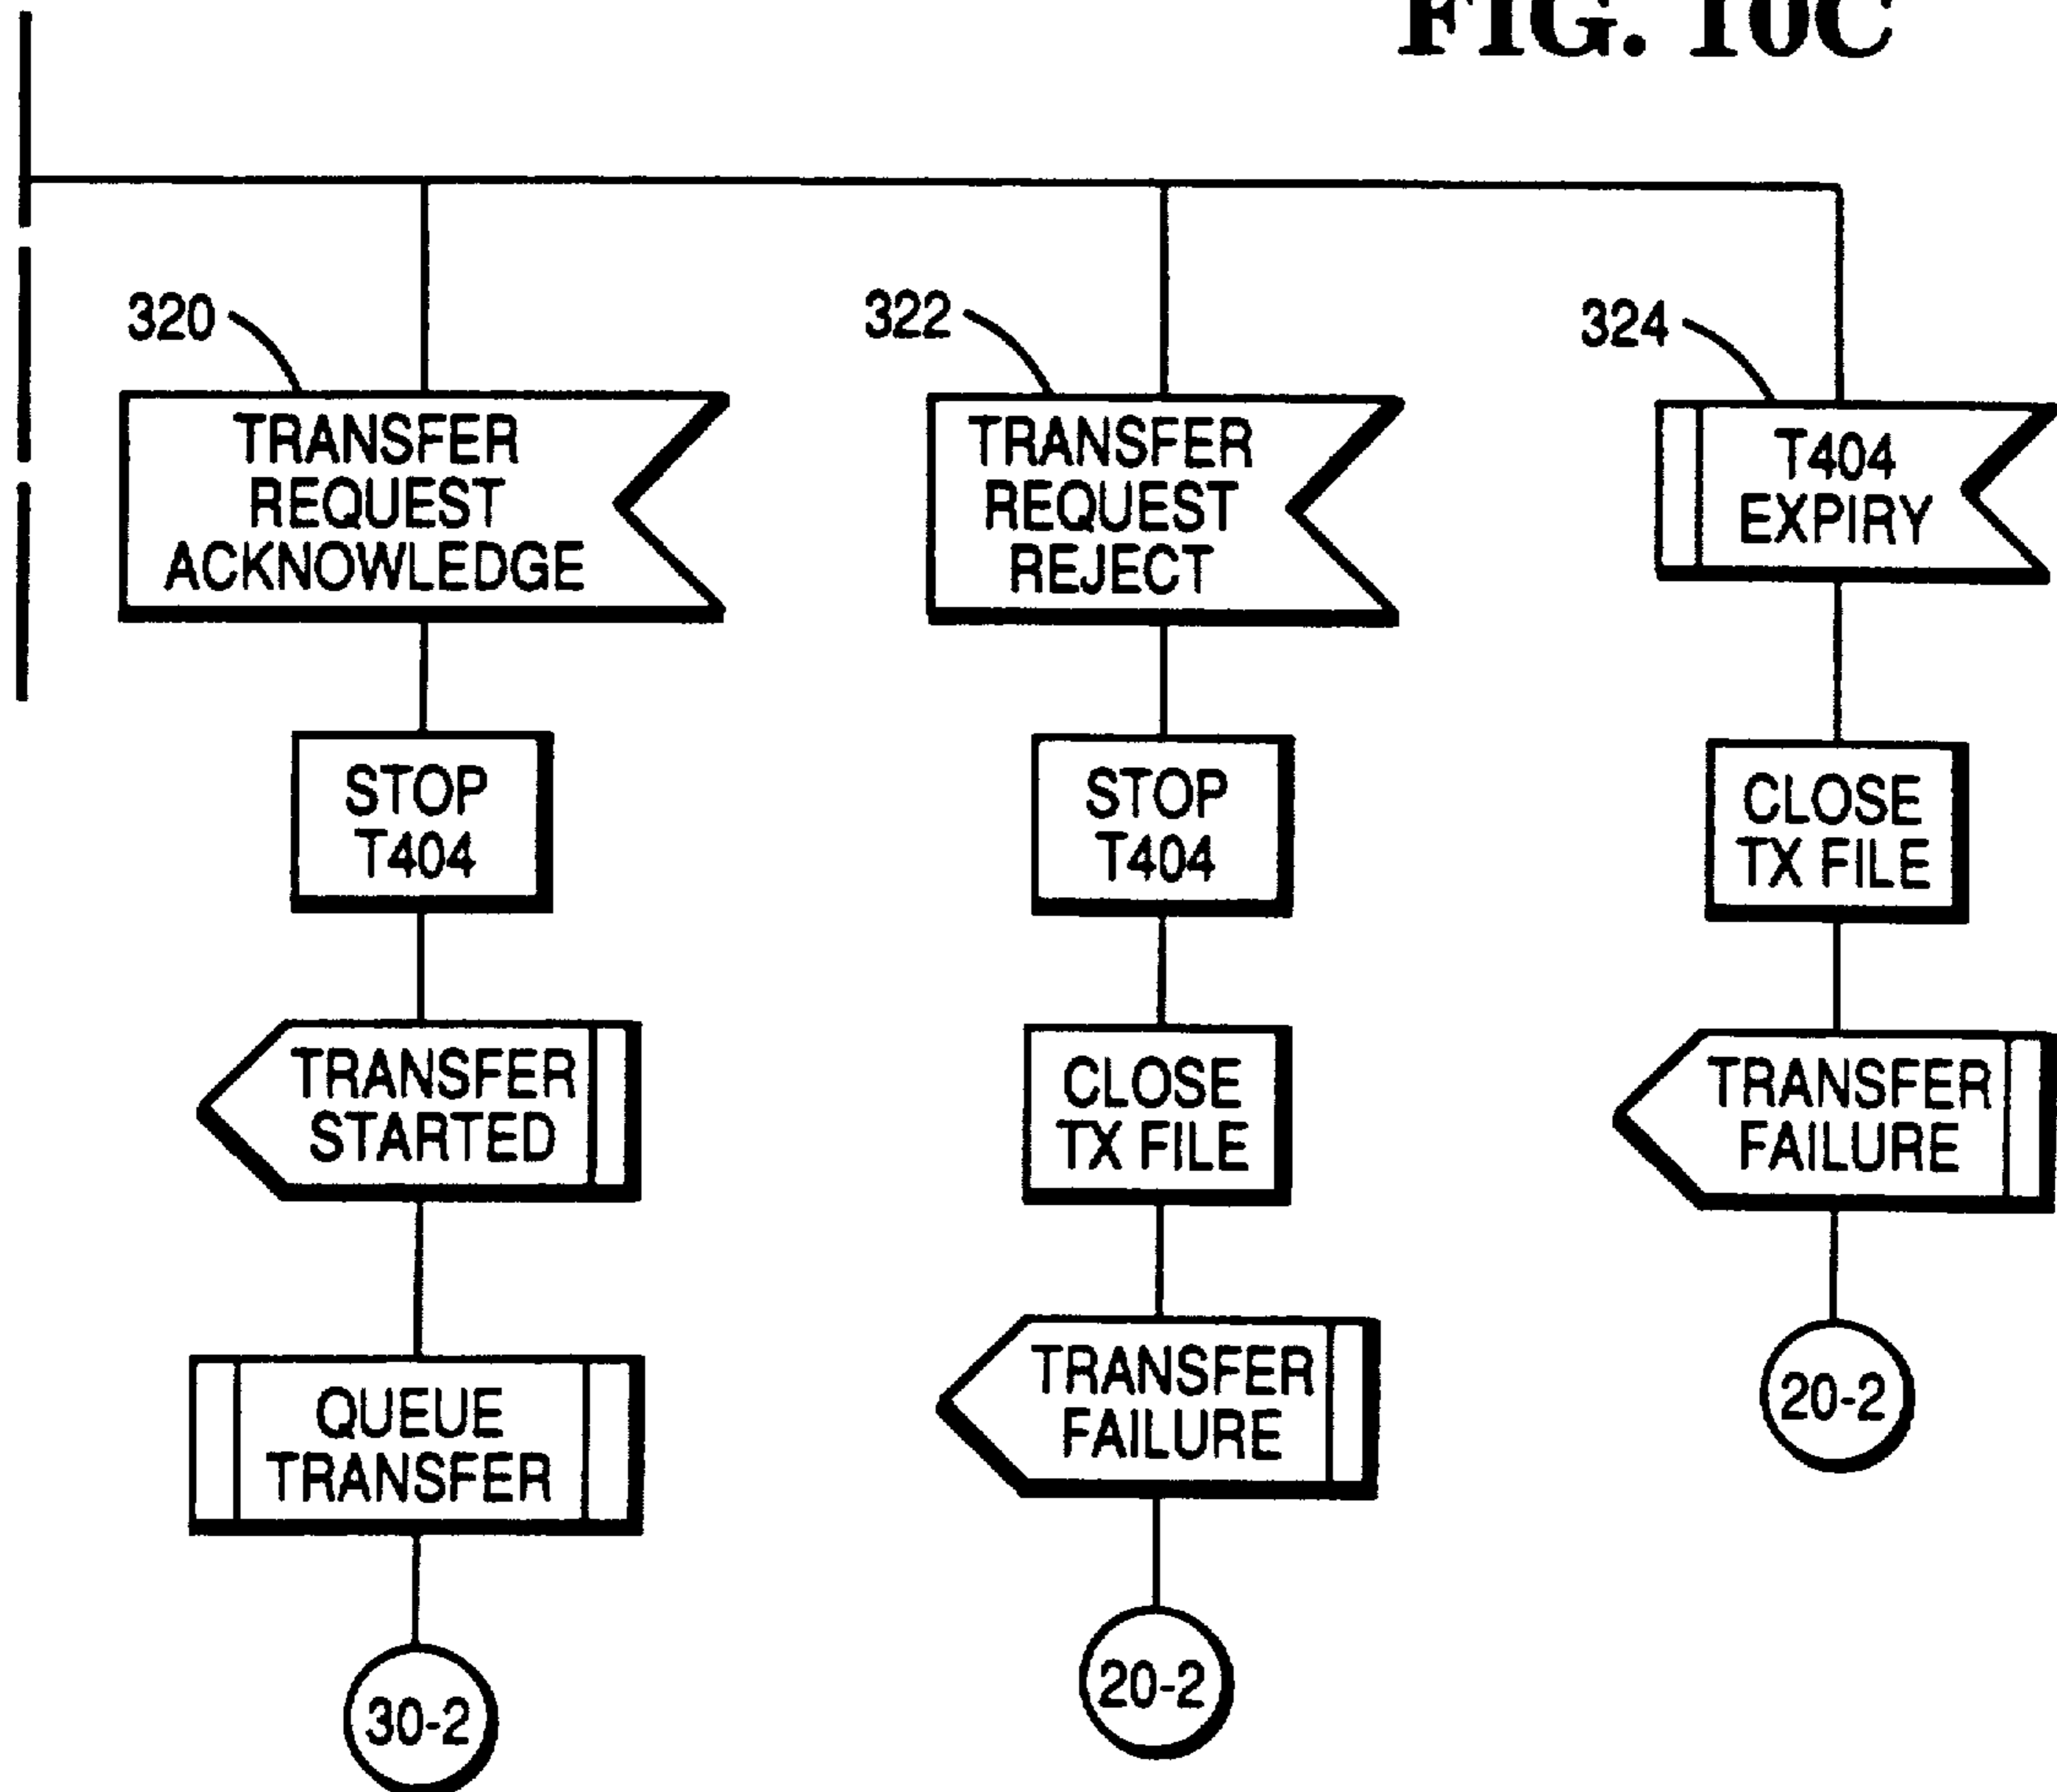 FIG. 10C
320
TRANSFER
REQUEST
ACKNOWLEDGE
STOP
T404
TRANSFER
STARTED
QUEUE
TRANSFER
30-2
322
TRANSFER
REQUEST
REJECT
STOP
T404
CLOSE
TX FILE
TRANSFER
FAILURE
20-2
324
T404
EXPIRY
CLOSE
TX FILE
TRANSFER
FAILURE
20-2